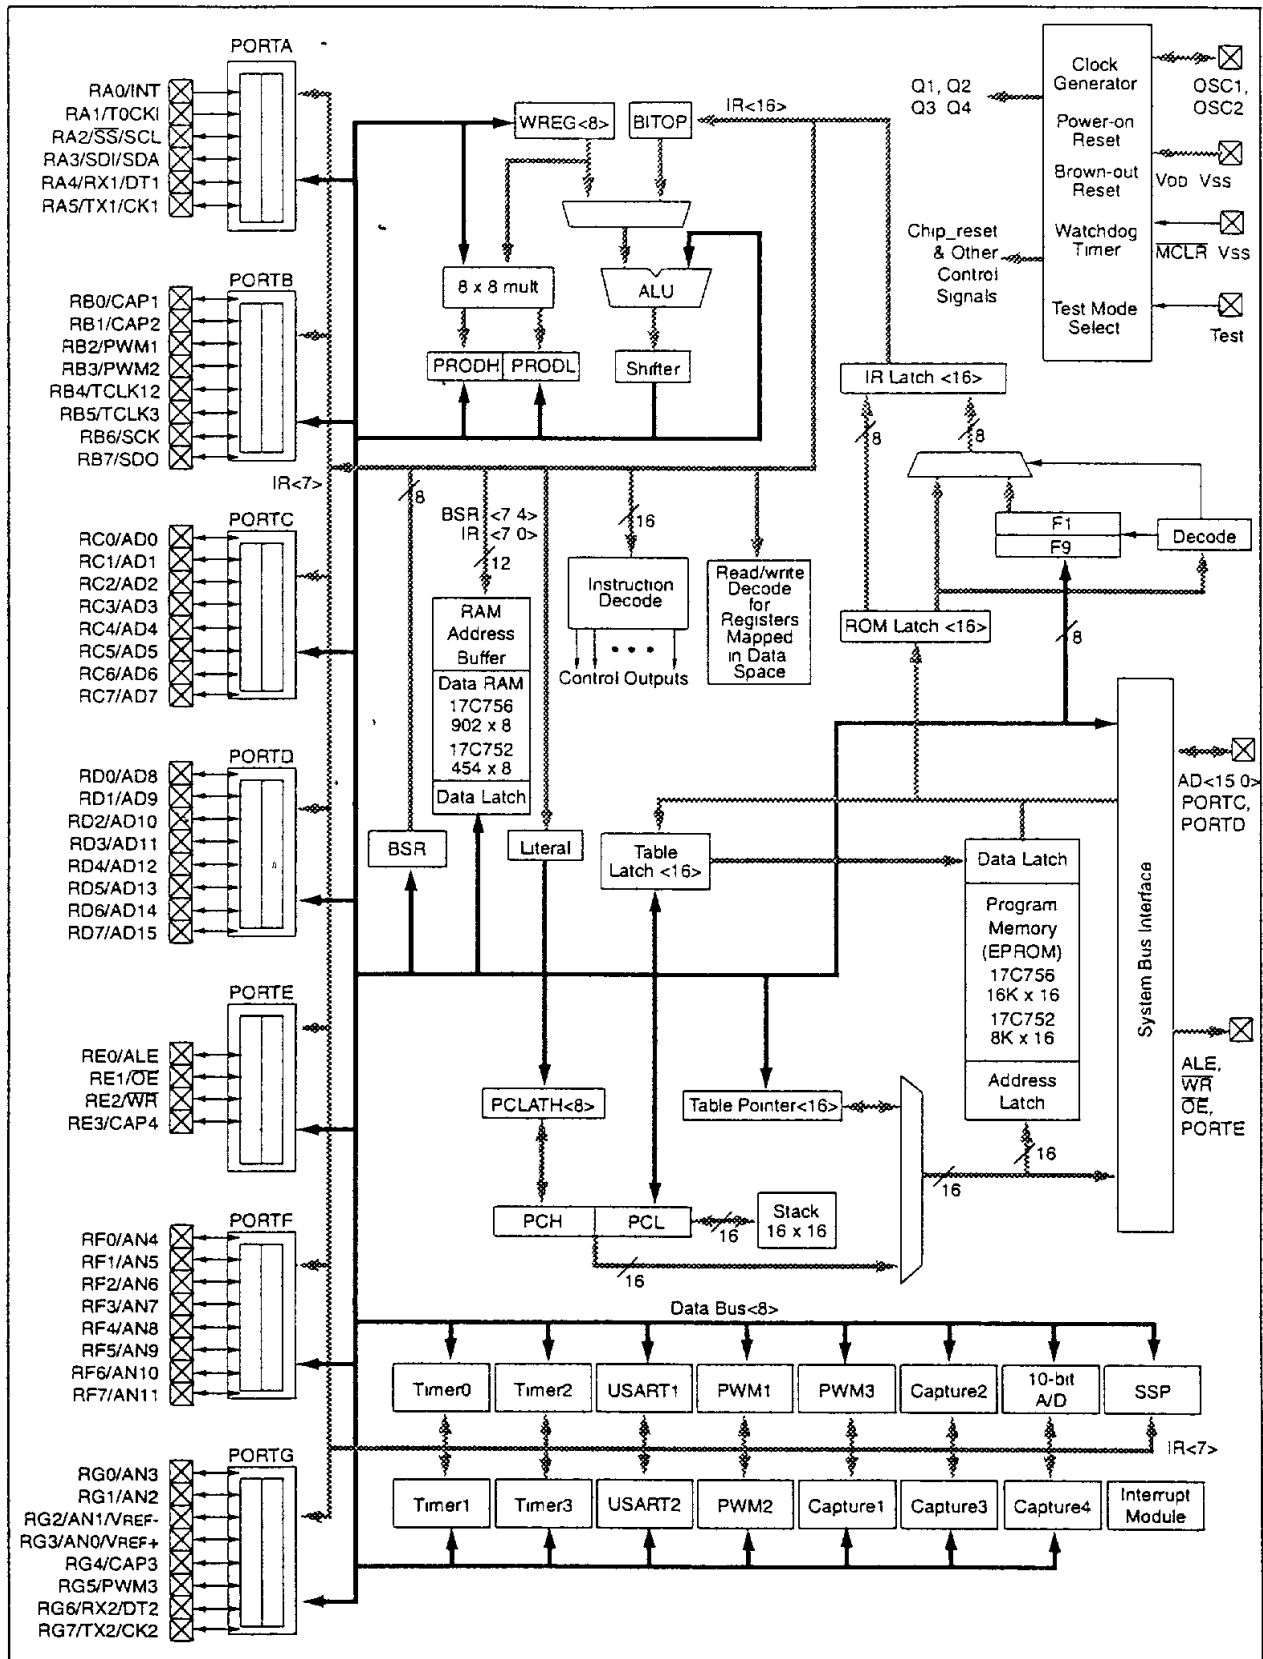 PORTA
RA0/INT
RA1/T0CKI
RA2/SS/SCL
RA3/SDI/SDA
RA4/RX1/DT1
RA5/TX1/CK1
PORTB
RB0/CAP1
RB1/CAP2
RB2/PWM1
RB3/PWM2
RB4/TCLK12
RB5/TCLK3
RB6/SCK
RB7/SDO
IR<7>
PORTC
RC0/AD0
RC1/AD1
RC2/AD2
RC3/AD3
RC4/AD4
RC5/AD5
RC6/AD6
RC7/AD7
PORTD
RD0/AD8
RD1/AD9
RD2/AD10
RD3/AD11
RD4/AD12
RD5/AD13
RD6/AD14
RD7/AD15
PORTE
RE0/ALE
RE1/OE
RE2/WR
RE3/CAP4
PORTF
RF0/AN4
RF1/AN5
RF2/AN6
RF3/AN7
RF4/AN8
RF5/AN9
RF6/AN10
RF7/AN11
PORTG
RG0/AN3
RG1/AN2
RG2/AN1/VREF-
RG3/AN0/VREF+
RG4/CAP3
RG5/PWM3
RG6/RX2/DT2
RG7/TX2/CK2
WREG<8>
BITOP
IR<16>
8 x 8 mult
ALU
PRODH
PRODL
Shifter
Q1, Q2
Q3 Q4
Chip_reset
& Other
Control
Signals
Clock
Generator
Power-on
Reset
Brown-out
Reset
Watchdog
Timer
Test Mode
Select
OSC1,
OSC2
VDD VSS
MCLR VSS
Test
IR Latch <16>
8
8
F1
F9
Decode
ROM Latch <16>
8
8
BSR <7 4>
IR <7 0>
12
16
Instruction
Decode
Control Outputs
Read/write
Decode
for
Registers
Mapped
in Data
Space
RAM
Address
Buffer
Data RAM
17C756
902 x 8
17C752
454 x 8
Data Latch
BSR
Literal
Table
Latch <16>
Data Latch
Program
Memory
(EPROM)
17C756
16K x 16
17C752
8K x 16
Address
Latch
System Bus Interface
AD<15 0>
PORTC,
PORTD
ALE,
WR
OE,
PORTE
PCLATH<8>
Table Pointer<16>
16
16
PCH
PCL
16
Stack
16 x 16
16
Data Bus<8>
Timer0
Timer2
USART1
PWM1
PWM3
Capture2
10-bit
A/D
SSP
IR<7>
Timer1
Timer3
USART2
PWM2
Capture1
Capture3
Capture4
Interrupt
Module